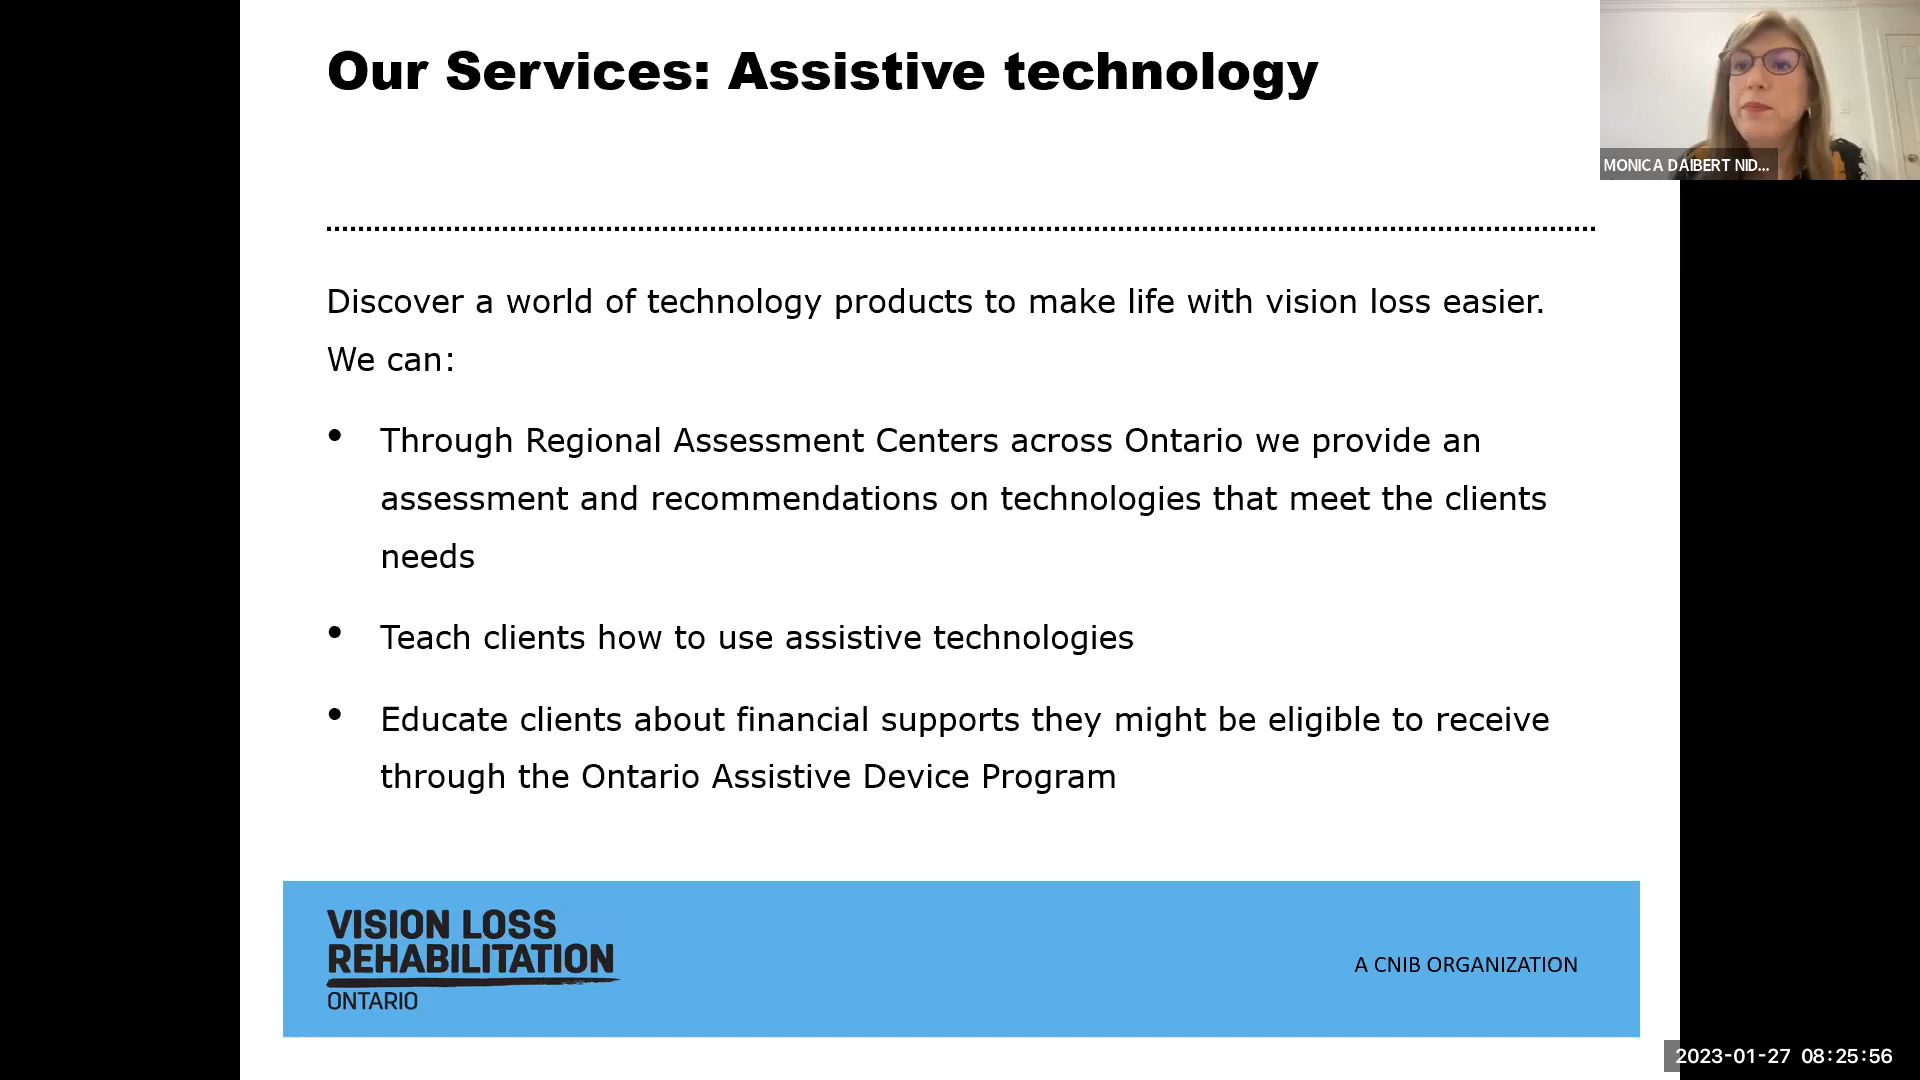 Our Services: Assistive technology
MONICA DAIBERT NID...
Discover a world of technology products to make life with vision loss easier.
We can:
• Through Regional Assessment Centers across Ontario we provide an
assessment and recommendations on technologies that meet the clients
needs
• Teach clients how to use assistive technologies
• Educate clients about financial supports they might be eligible to receive
through the Ontario Assistive Device Program
VISION LOSS
REHABILITATION
ONTARIO
A CNIB ORGANIZATION
2023-01-27 08:25:56